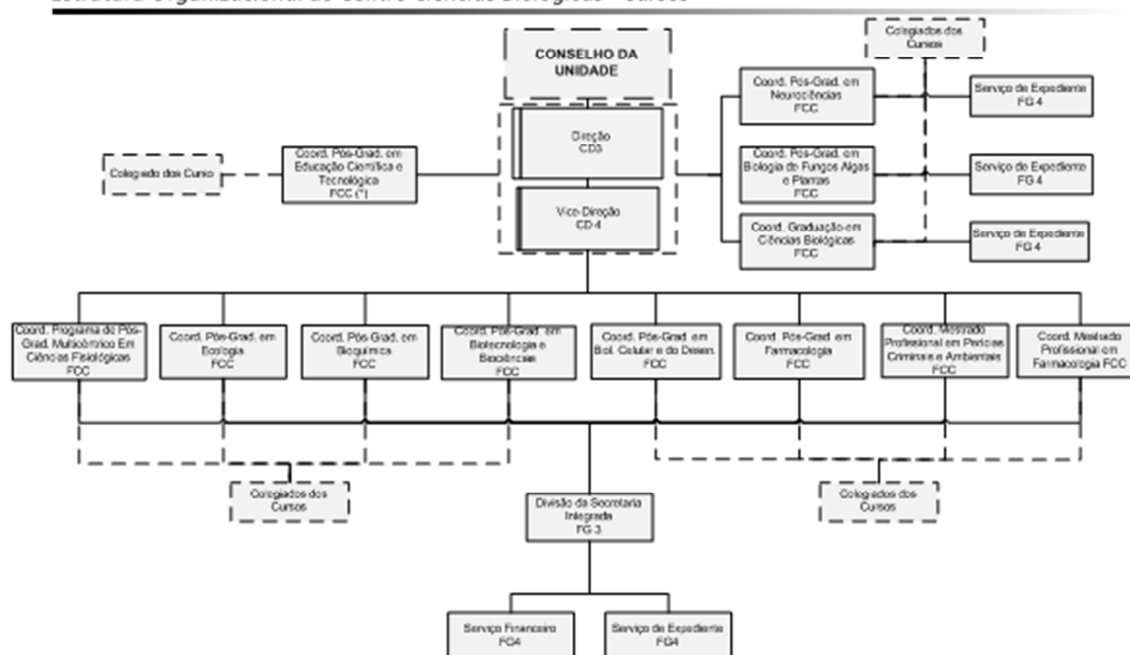 Estrutura Organizacional do Centro Ciências Biológicas - Cursos
CONSELHO DA
UNIDADE
Colegiados dos
Cursos
Direção
CD3
Vice-Direção
CD 4
Colegiado dos Curso
Coord. Pós-Grad. em
Educação Científica e
Tecnológica
FCC (*)
Coord. Pós-Grad. em
Neurociências
FCC
Serviço de Expediente
FG 4
Coord. Pós-Grad. em
Biologia de Fungos Algas
e Plantas
FCC
Serviço de Expediente
FG 4
Coord. Graduação em
Ciências Biológicas
FCC
Serviço de Expediente
FG 4
Coord. Programa de Pós-
Grad. Multicêntrico Em
Ciências Fisiológicas
FCC
Coord. Pós-Grad. em
Ecologia
FCC
Coord. Pós Grad. em
Bioquímica
FCC
Coord. Pós-Grad. em
Biotecnologia e
Biociências
FCC
Coord. Pós-Grad. em
Biol. Celular e do Desen.
FCC
Coord. Pós-Grad. em
Farmacologia
FCC
Coord. Mestrado
Profissional em Perícias
Criminais e Ambientais
FCC
Coord. Mestrado
Profissional em
Farmacologia FCC
Colegiados dos
Cursos
Colegiados dos
Cursos
Divisão da Secretaria
Integrada
FG 3
Serviço Financeiro
FG4
Serviço de Expediente
FG4